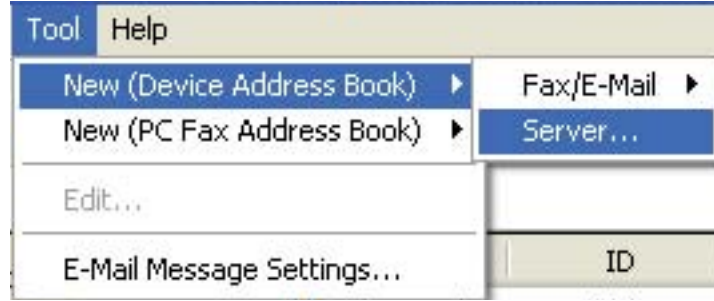 Tool Help
New (Device Address Book)
Fax/E-Mail
New (PC Fax Address Book)
Server...
Edit...
E-Mail Message Settings...
ID